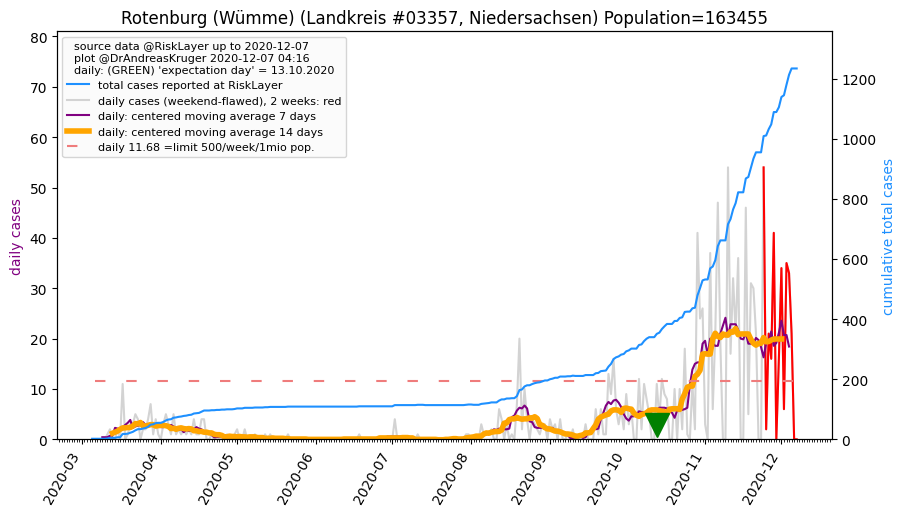 Rotenburg (Wümme) (Landkreis #03357, Niedersachsen) Population=163455
source data @RiskLayer up to 2020-12-07
plot @DrAndreasKruger 2020-12-07 04:16
daily: (GREEN) 'expectation day' = 13.10.2020
total cases reported at RiskLayer
daily cases (weekend-flawed), 2 weeks: red
daily: centered moving average 7 days
daily: centered moving average 14 days
daily 11.68 =limit 500/week/1mio pop.
daily cases
80
70
60
50
40
30
20
10
0
cumulative total cases
1200
1000
800
600
400
200
0
2020-03
2020-04
2020-05
2020-06
2020-07
2020-08
2020-09
2020-10
2020-11
2020-12